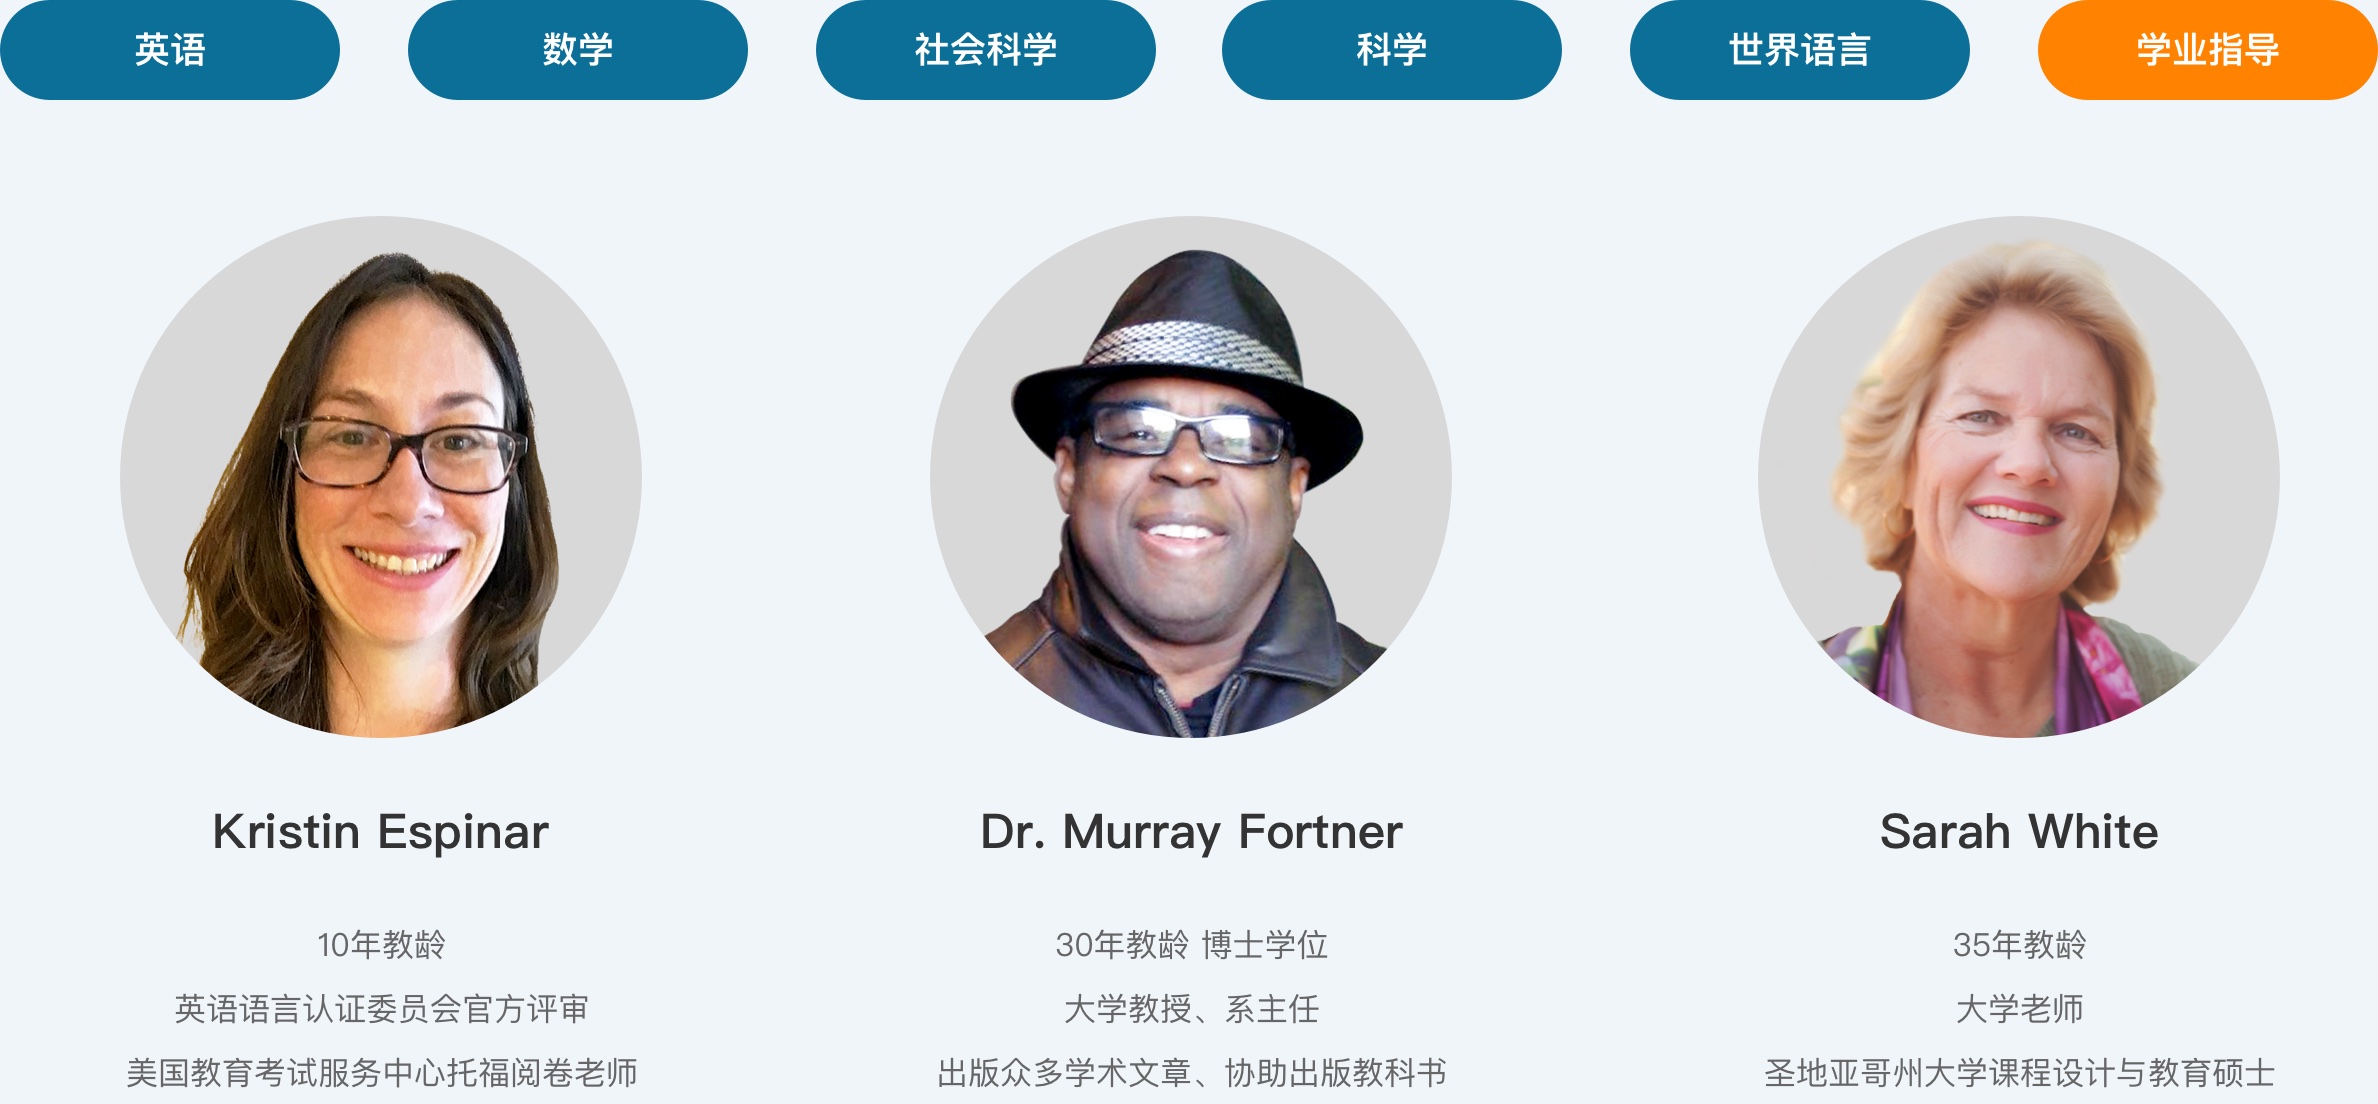 英语
数学
社会科学
科学
世界语言
学业指导
Kristin Espinar
Dr. Murray Fortner
Sarah White
10年教龄
30年教龄 博士学位
35年教龄
英语语言认证委员会官方评审
大学教授、系主任
大学老师
美国教育考试服务中心托福阅卷老师
出版众多学术文章、协助出版教科书
圣地亚哥州大学课程设计与教育硕士